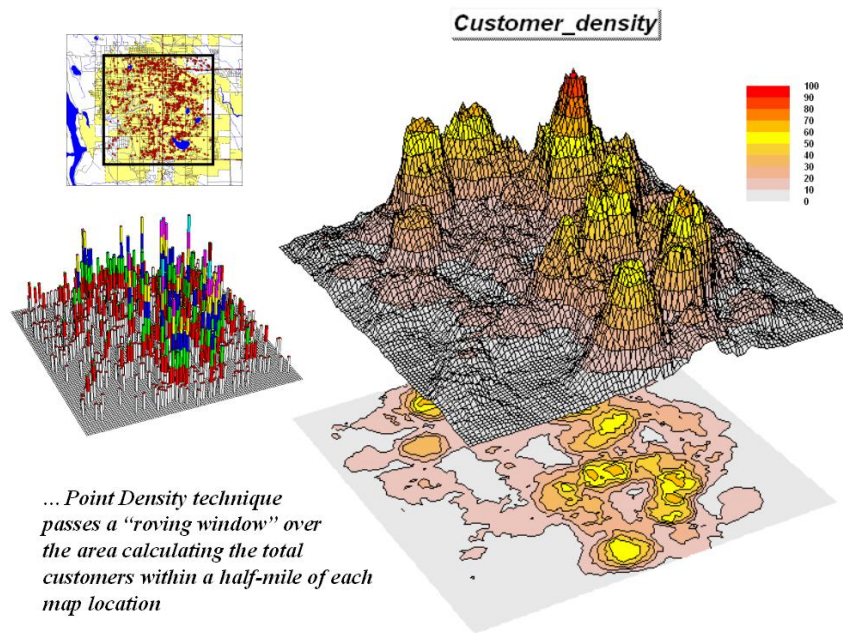 Customer_density
100
90
80
70
60
50
40
30
20
10
0
... Point Density technique
passes a “roving window” over
the area calculating the total
customers within a half-mile of each
map location